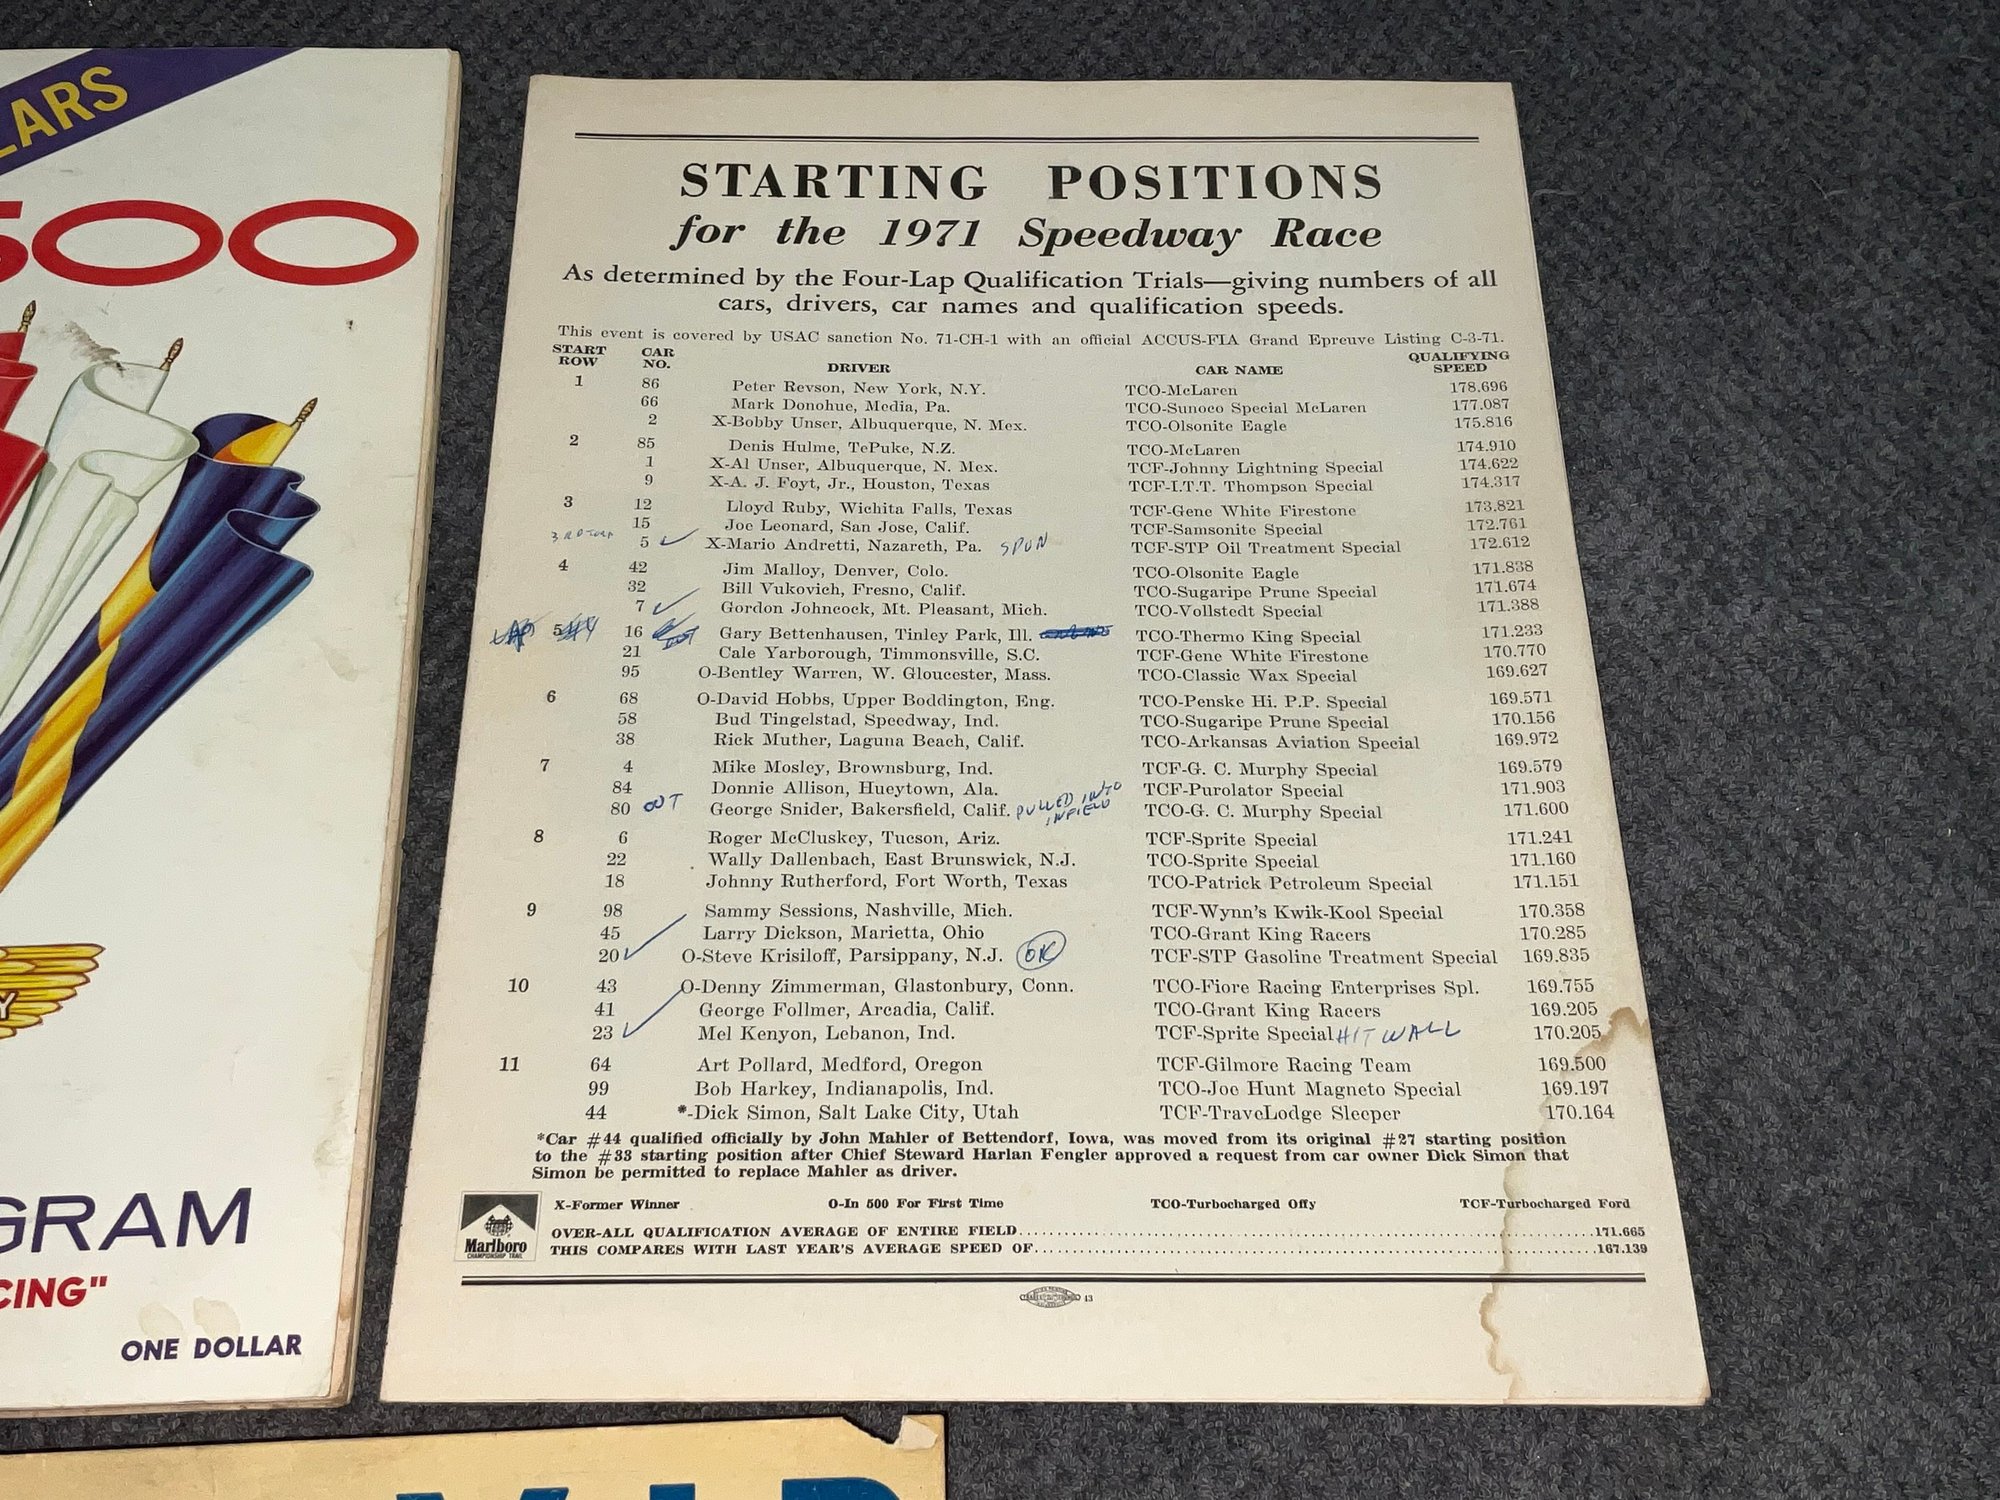 LARS
500
GRAM
CING"
ONE DOLLAR
STARTING POSITIONS
for the 1971 Speedway Race
As determined by the Four-Lap Qualification Trials—giving numbers of all
cars, drivers, car names and qualification speeds.
This event is covered by USAC sanction No. 71-CH-1 with an official ACCUS-FIA Grand Epreuve Listing C-3-71.
START ROW CAR NO. DRIVER CAR NAME QUALIFYING SPEED
1 86 Peter Revson, New York, N.Y. TCO-McLaren 178.696
66 Mark Donohue, Media, Pa. TCO-Sunoco Special McLaren 177.087
2 X-Bobby Unser, Albuquerque, N. Mex. TCO-Olsonite Eagle 175.816
2 85 Denis Hulme, TePuke, N.Z. TCO-McLaren 174.910
1 X-Al Unser, Albuquerque, N. Mex. TCF-Johnny Lightning Special 174.622
9 X-A. J. Foyt, Jr., Houston, Texas TCF-I.T.T. Thompson Special 174.317
3 12 Lloyd Ruby, Wichita Falls, Texas TCF-Gene White Firestone 173.821
15 Joe Leonard, San Jose, Calif. TCF-Samsonite Special 172.761
3RD TURN 5 X-Mario Andretti, Nazareth, Pa. SPUN TCF-STP Oil Treatment Special 172.612
4 42 Jim Malloy, Denver, Colo. TCO-Olsonite Eagle 171.838
32 Bill Vukovich, Fresno, Calif. TCO-Sugaripe Prune Special 171.674
7 Gordon Johncock, Mt. Pleasant, Mich. TCO-Vollstedt Special 171.388
5 16 Gary Bettenhausen, Tinley Park, Ill. TCO-Thermo King Special 171.233
21 Cale Yarborough, Timmonsville, S.C. TCF-Gene White Firestone 170.770
95 O-Bentley Warren, W. Gloucester, Mass. TCO-Classic Wax Special 169.627
6 68 O-David Hobbs, Upper Boddington, Eng. TCO-Penske Hi. P.P. Special 169.571
58 Bud Tingelstad, Speedway, Ind. TCO-Sugaripe Prune Special 170.156
38 Rick Muther, Laguna Beach, Calif. TCO-Arkansas Aviation Special 169.972
7 4 Mike Mosley, Brownsburg, Ind. TCF-G. C. Murphy Special 169.579
84 Donnie Allison, Hueytown, Ala. TCF-Purolator Special 171.903
80 OUT George Snider, Bakersfield, Calif. PULLED INTO INFIELD TCO-G. C. Murphy Special 171.600
8 6 Roger McCluskey, Tucson, Ariz. TCF-Sprite Special 171.241
22 Wally Dallenbach, East Brunswick, N.J. TCO-Sprite Special 171.160
18 Johnny Rutherford, Fort Worth, Texas TCO-Patrick Petroleum Special 171.151
9 98 Sammy Sessions, Nashville, Mich. TCF-Wynn's Kwik-Kool Special 170.358
45 Larry Dickson, Marietta, Ohio TCO-Grant King Racers 170.285
20 O-Steve Krisiloff, Parsippany, N.J. OK TCF-STP Gasoline Treatment Special 169.835
10 43 O-Denny Zimmerman, Glastonbury, Conn. TCO-Fiore Racing Enterprises Spl. 169.755
41 George Follmer, Arcadia, Calif. TCO-Grant King Racers 169.205
23 Mel Kenyon, Lebanon, Ind. TCF-Sprite Special HIT WALL 170.205
11 64 Art Pollard, Medford, Oregon TCF-Gilmore Racing Team 169.500
99 Bob Harkey, Indianapolis, Ind. TCO-Joe Hunt Magneto Special 169.197
44 *-Dick Simon, Salt Lake City, Utah TCF-TraveLodge Sleeper 170.164
*Car #44 qualified officially by John Mahler of Bettendorf, Iowa, was moved from its original #27 starting position
to the #33 starting position after Chief Steward Harlan Fengler approved a request from car owner Dick Simon that
Simon be permitted to replace Mahler as driver.
X-Former Winner O-In 500 For First Time TCO-Turbocharged Offy TCF-Turbocharged Ford
Marlboro
CHAMPIONSHIP TRAIL
OVER-ALL QUALIFICATION AVERAGE OF ENTIRE FIELD 171.665
THIS COMPARES WITH LAST YEAR'S AVERAGE SPEED OF 167.139
43